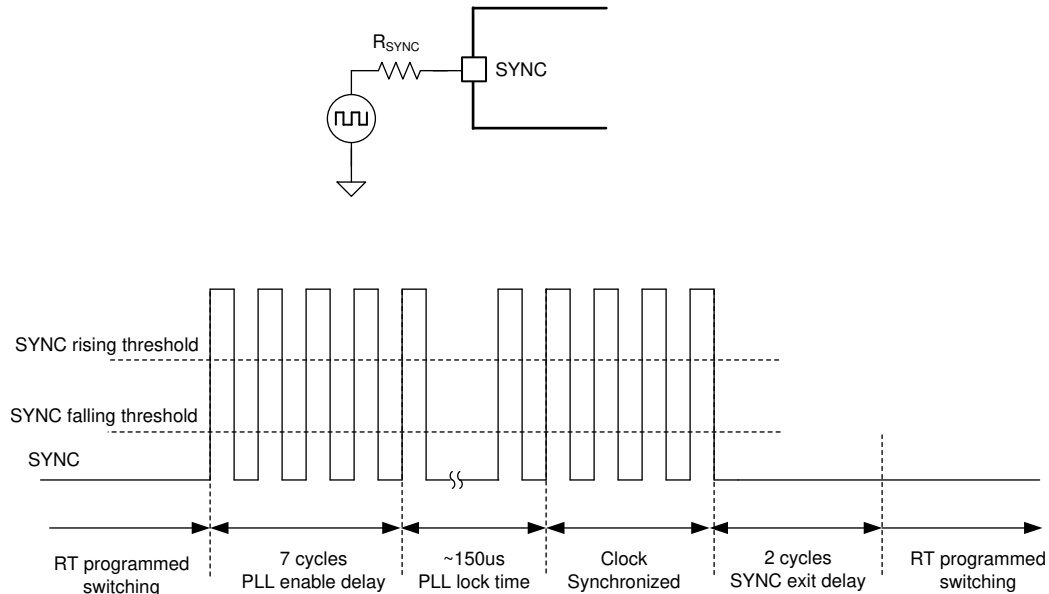 RSYNC
SYNC
SYNC rising threshold
SYNC falling threshold
SYNC
RT programmed
switching
7 cycles
PLL enable delay
~150us
PLL lock time
Clock
Synchronized
2 cycles
SYNC exit delay
RT programmed
switching